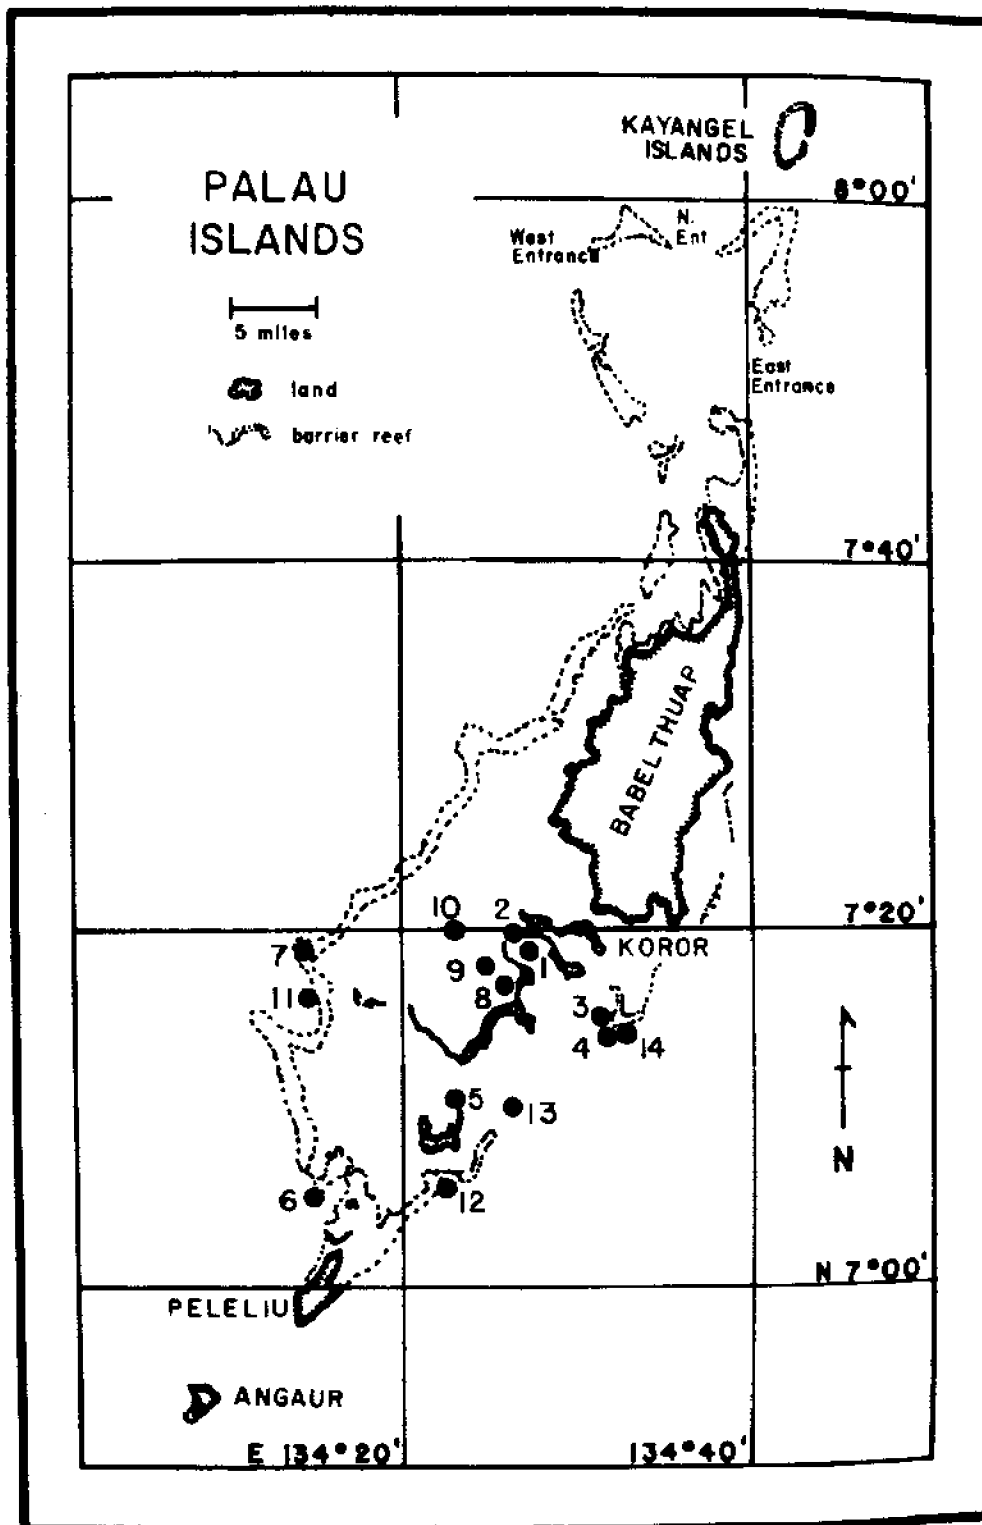 KAYANGEL
ISLANDS
PALAU
ISLANDS
8°00'
West
Entrance
N.
Ent
5 miles
East
Entrance
land
barrier reef
7°40'
BABELTHUAP
10
2
7°20'
KOROR
7
1
9
11
8
3
4
14
5
13
N
6
12
N 7°00'
PELELIU
ANGAUR
E 134°20'
134°40'